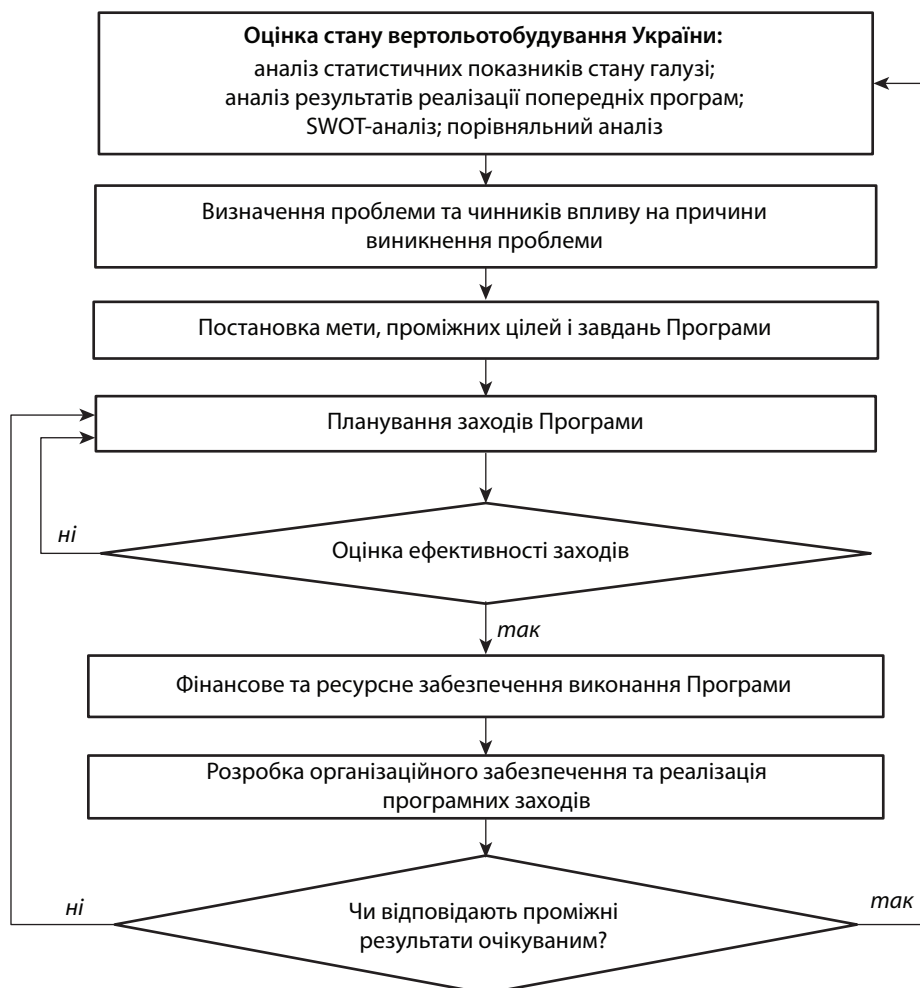 Оцінка стану вертольотобудування України:
аналіз статистичних показників стану галузі;
аналіз результатів реалізації попередніх програм;
SWOT-аналіз; порівняльний аналіз
Визначення проблеми та чинників впливу на причини
виникнення проблеми
Постановка мети, проміжних цілей і завдань Програми
Планування заходів Програми
ні
Оцінка ефективності заходів
так
Фінансове та ресурсне забезпечення виконання Програми
Розробка організаційного забезпечення та реалізація
програмних заходів
ні
Чи відповідають проміжні
результати очікуваним?
так